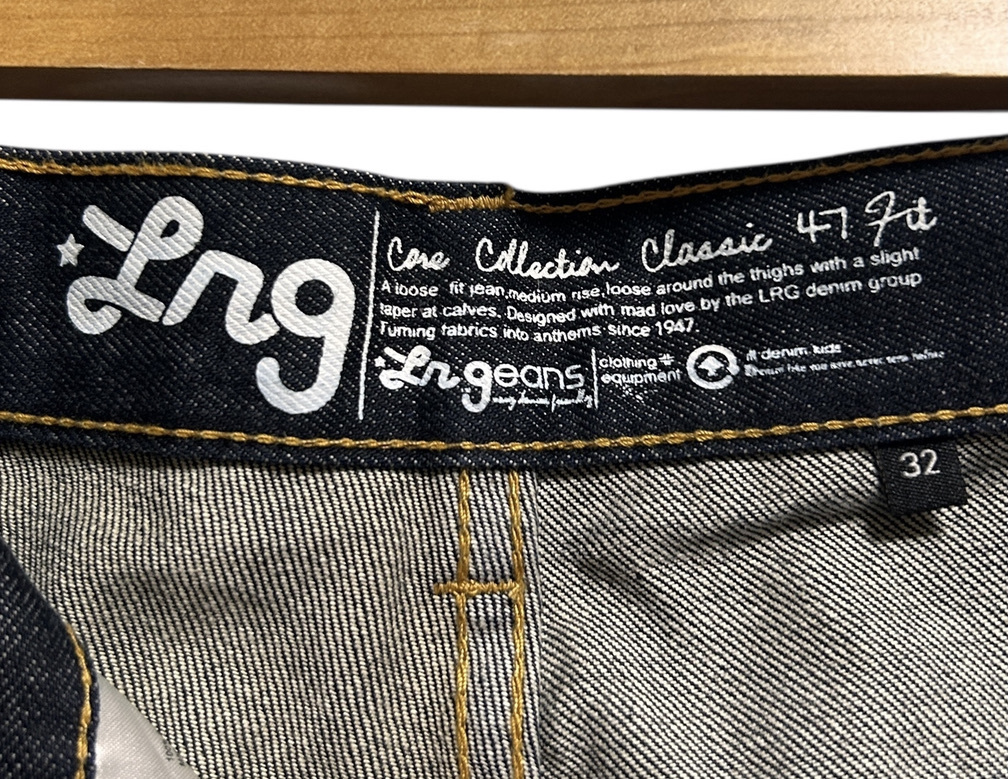 Lrg
Core Collection Classic 47 Fit
A loose fit jean, medium rise, loose around the thighs with a slight
taper at calves. Designed with mad love by the LRG denim group
Turning fabrics into anthems since 1947.
Lrgeans
clothing #
equipment
denim. kids
32